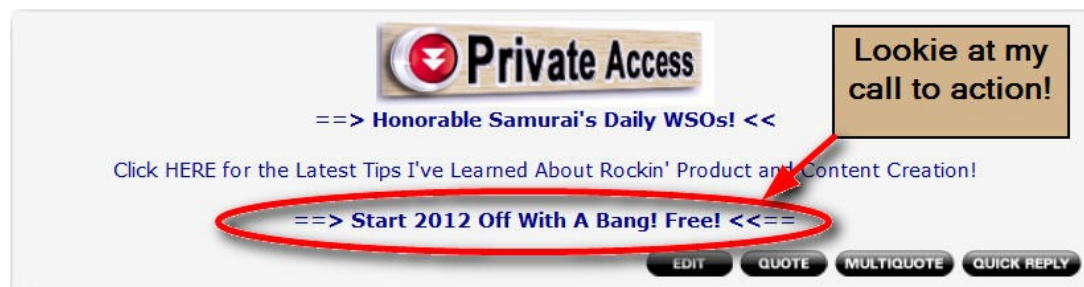 Private Access
Lookie at my
call to action!
==> Honorable Samurai's Daily WSOs! <<
Click HERE for the Latest Tips I've Learned About Rockin' Product and Content Creation!
==> Start 2012 Off With A Bang! Free! <<==
EDIT QUOTE MULTIQUOTE QUICK REPLY